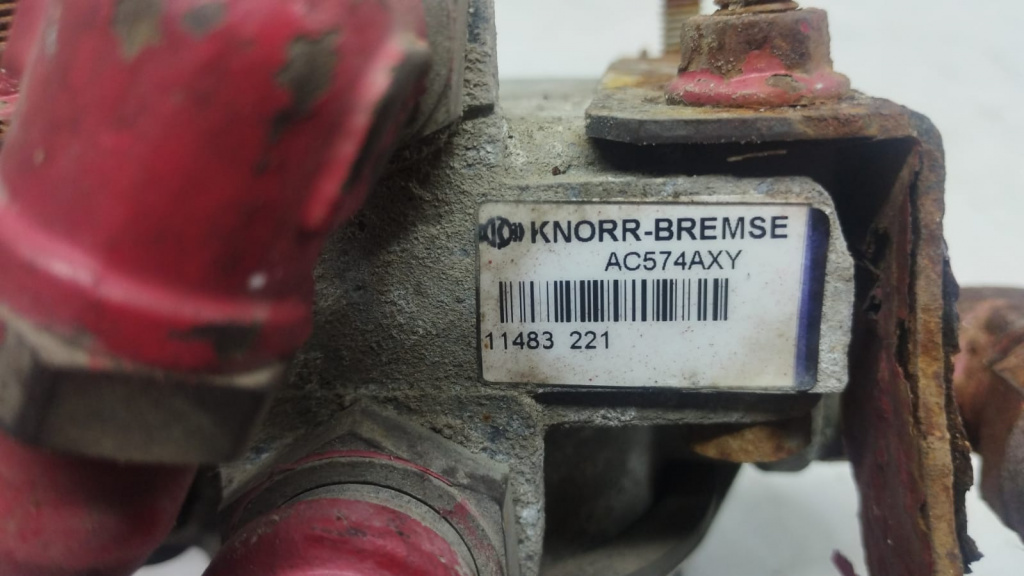 KNORR-BREMSE
AC574AXY
11483 221